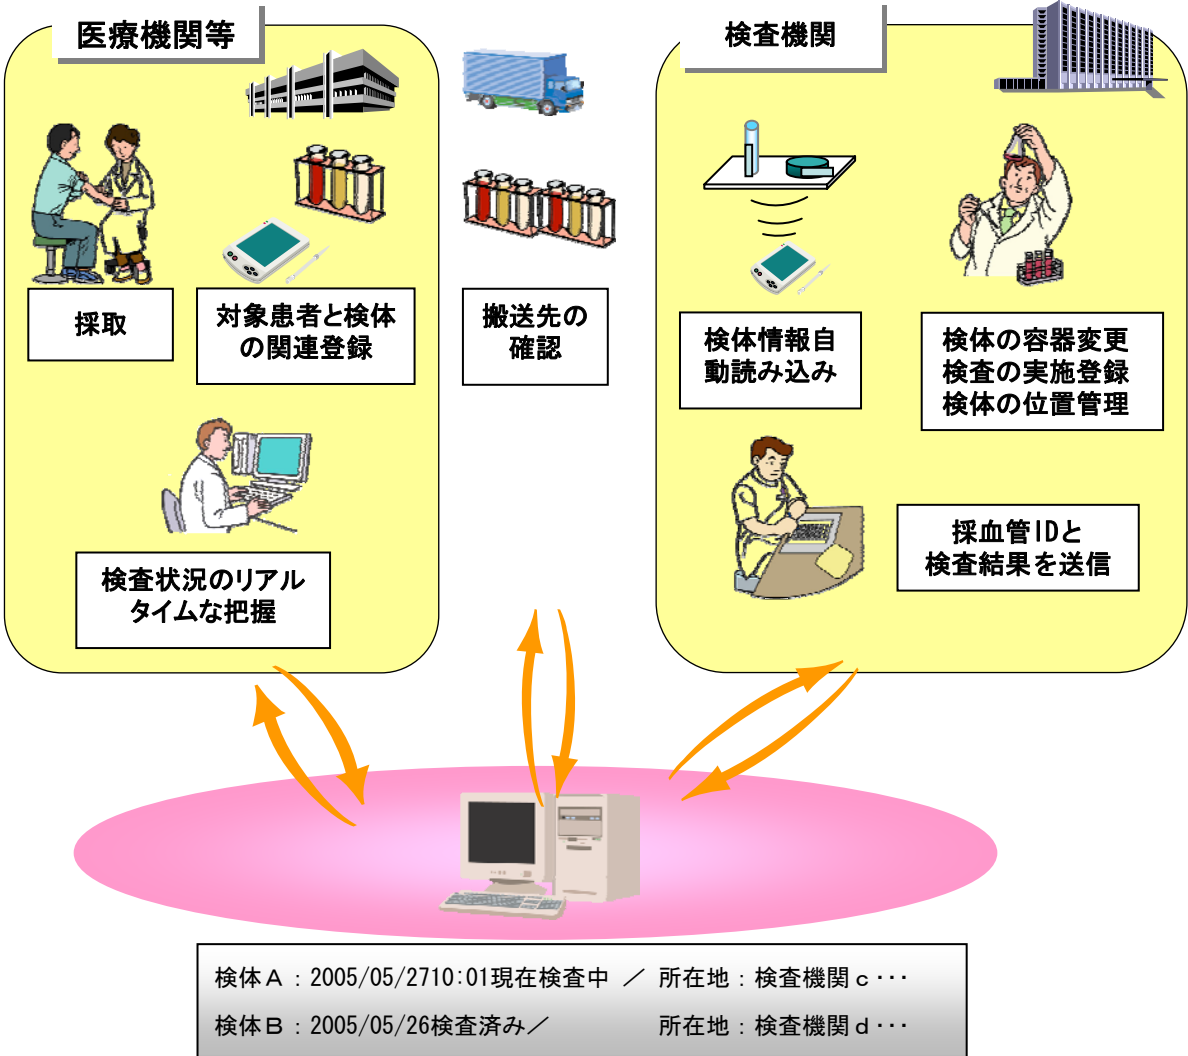 医療機関等
検査機関
採取
対象患者と検体
の関連登録
搬送先の
確認
検体情報自
動読み込み
検体の容器変更
検査の実施登録
検体の位置管理
検査状況のリアル
タイムな把握
採血管IDと
検査結果を送信
検体Ａ：2005/05/2710:01現在検査中 ／ 所在地：検査機関ｃ･･･
検体Ｂ：2005/05/26検査済み／ 所在地：検査機関ｄ･･･